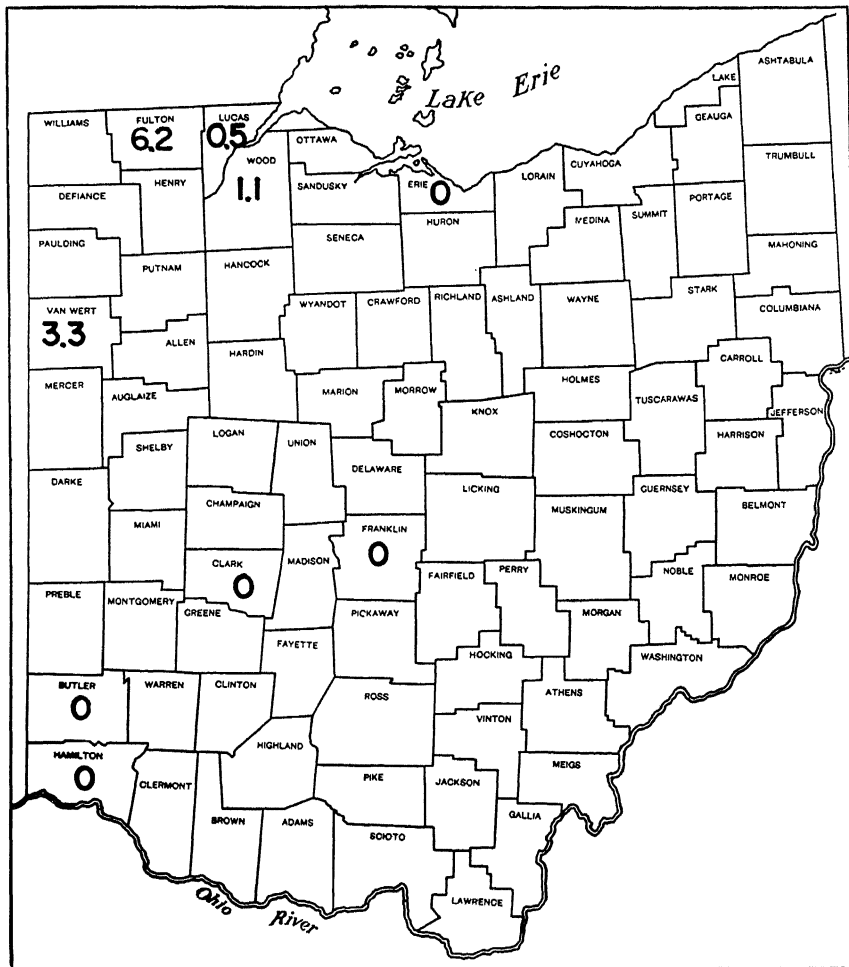 Lake Erie
ASHTABULA
LAKE
GEAUGA
WILLIAMS
FULTON
6.2
LUCAS
0.5
WOOD
1.1
OTTAWA
CUYAHOGA
TRUMBULL
HENRY
SANDUSKY
ERIE
0
LORAIN
DEFIANCE
HURON
MEDINA
SUMMIT
PORTAGE
PAULDING
SENECA
MAHONING
PUTNAM
HANCOCK
STARK
VAN WERT
3.3
WYANDOT
CRAWFORD
RICHLAND
ASHLAND
WAYNE
COLUMBIANA
ALLEN
HARDIN
CARROLL
MERCER
AUGLAIZE
MARION
MORROW
HOLMES
TUSCARAWAS
KNOX
JEFFERSON
LOGAN
UNION
COSHOCTON
HARRISON
SHELBY
DELAWARE
DARKE
LICKING
GUERNSEY
CHAMPAIGN
MUSKINGUM
BELMONT
MIAMI
FRANKLIN
0
CLARK
0
MADISON
FAIRFIELD
PERRY
NOBLE
MONROE
PREBLE
MONTGOMERY
GREENE
PICKAWAY
MORGAN
FAYETTE
HOCKING
WASHINGTON
BUTLER
0
WARREN
CLINTON
ROSS
ATHENS
VINTON
HIGHLAND
HAMILTON
0
CLERMONT
PIKE
JACKSON
MEIGS
GALLIA
BROWN
ADAMS
SCIOTO
LAWRENCE
Ohio River